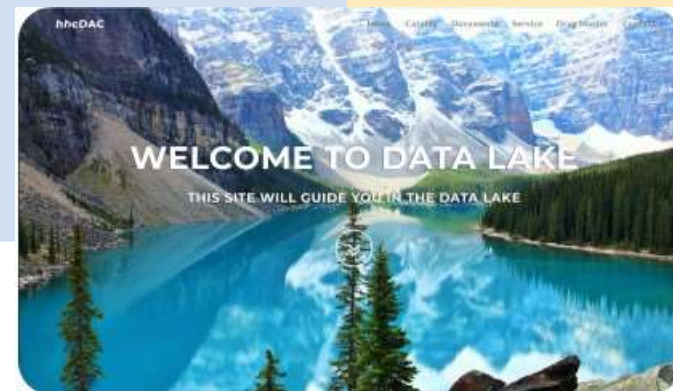 hhcDAC
Home Catalog Documents Service
WELCOME TO DATA LAKE
THIS SITE WILL GUIDE YOU IN THE DATA LAKE